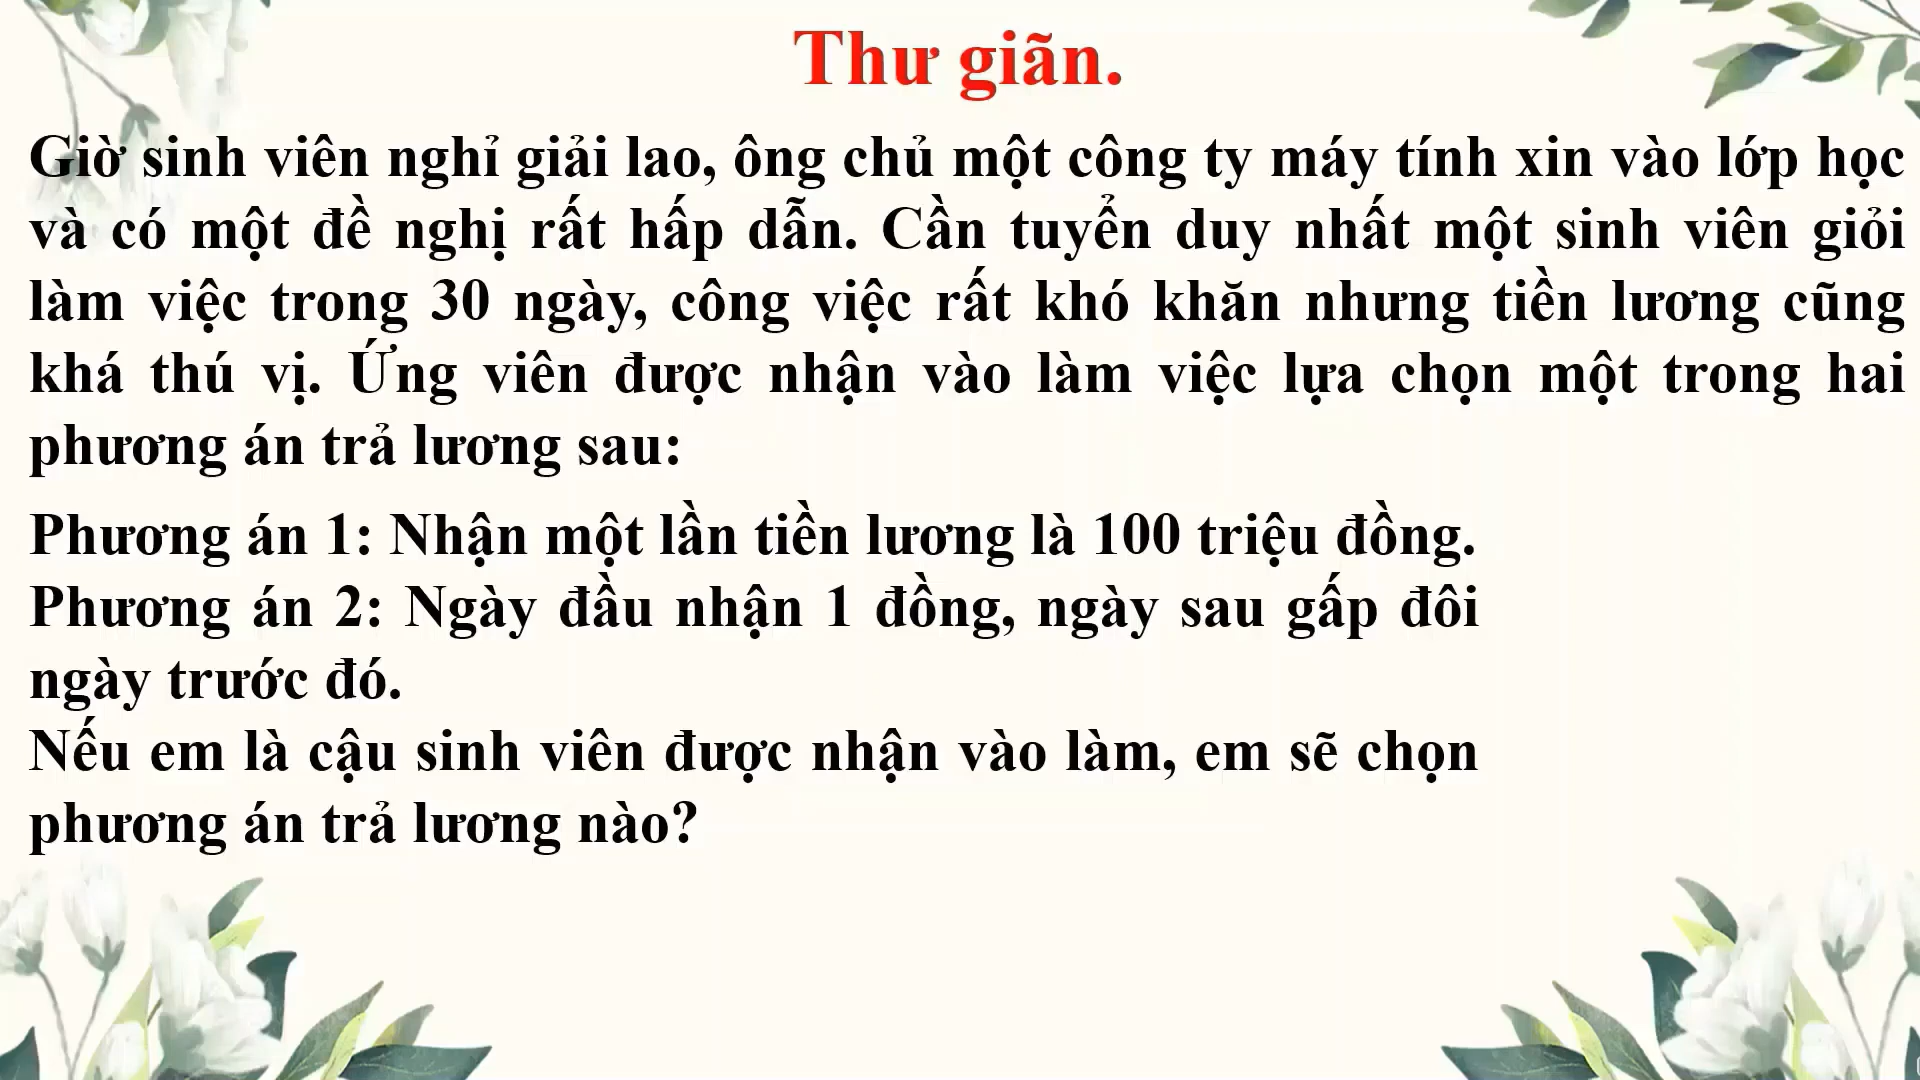 Thư giãn.
Giờ sinh viên nghỉ giải lao, ông chủ một công ty máy tính xin vào lớp học
và có một đề nghị rất hấp dẫn. Cần tuyển duy nhất một sinh viên giỏi
làm việc trong 30 ngày, công việc rất khó khăn nhưng tiền lương cũng
khá thú vị. Ứng viên được nhận vào làm việc lựa chọn một trong hai
phương án trả lương sau:
Phương án 1: Nhận một lần tiền lương là 100 triệu đồng.
Phương án 2: Ngày đầu nhận 1 đồng, ngày sau gấp đôi
ngày trước đó.
Nếu em là cậu sinh viên được nhận vào làm, em sẽ chọn
phương án trả lương nào?